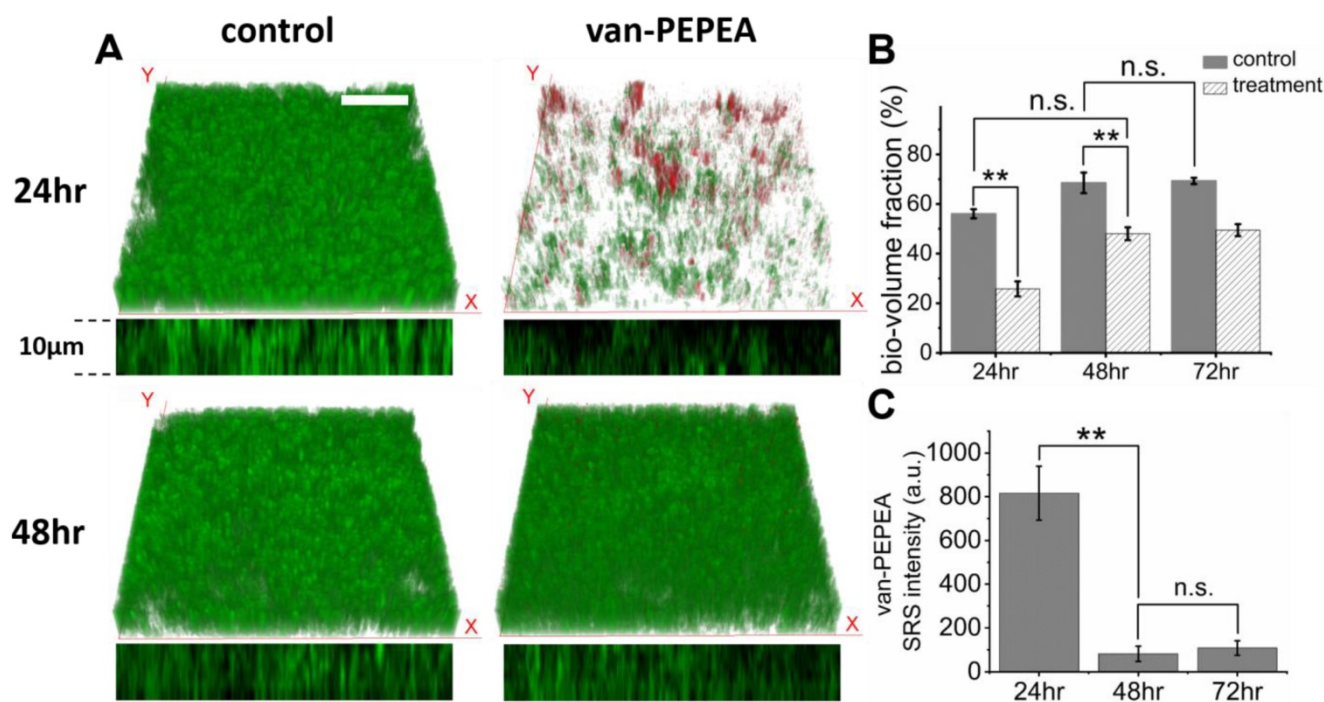 control
van-PEPEA
A
Y
X
24hr
10μm
Y
X
48hr
Y
X
Y
X
B
control
treatment
n.s.
n.s.
**
**
bio-volume fraction (%)
80
60
40
20
0
24hr
48hr
72hr
C
van-PEPEA
SRS intensity (a.u.)
1000
800
600
400
200
0
**
n.s.
24hr
48hr
72hr